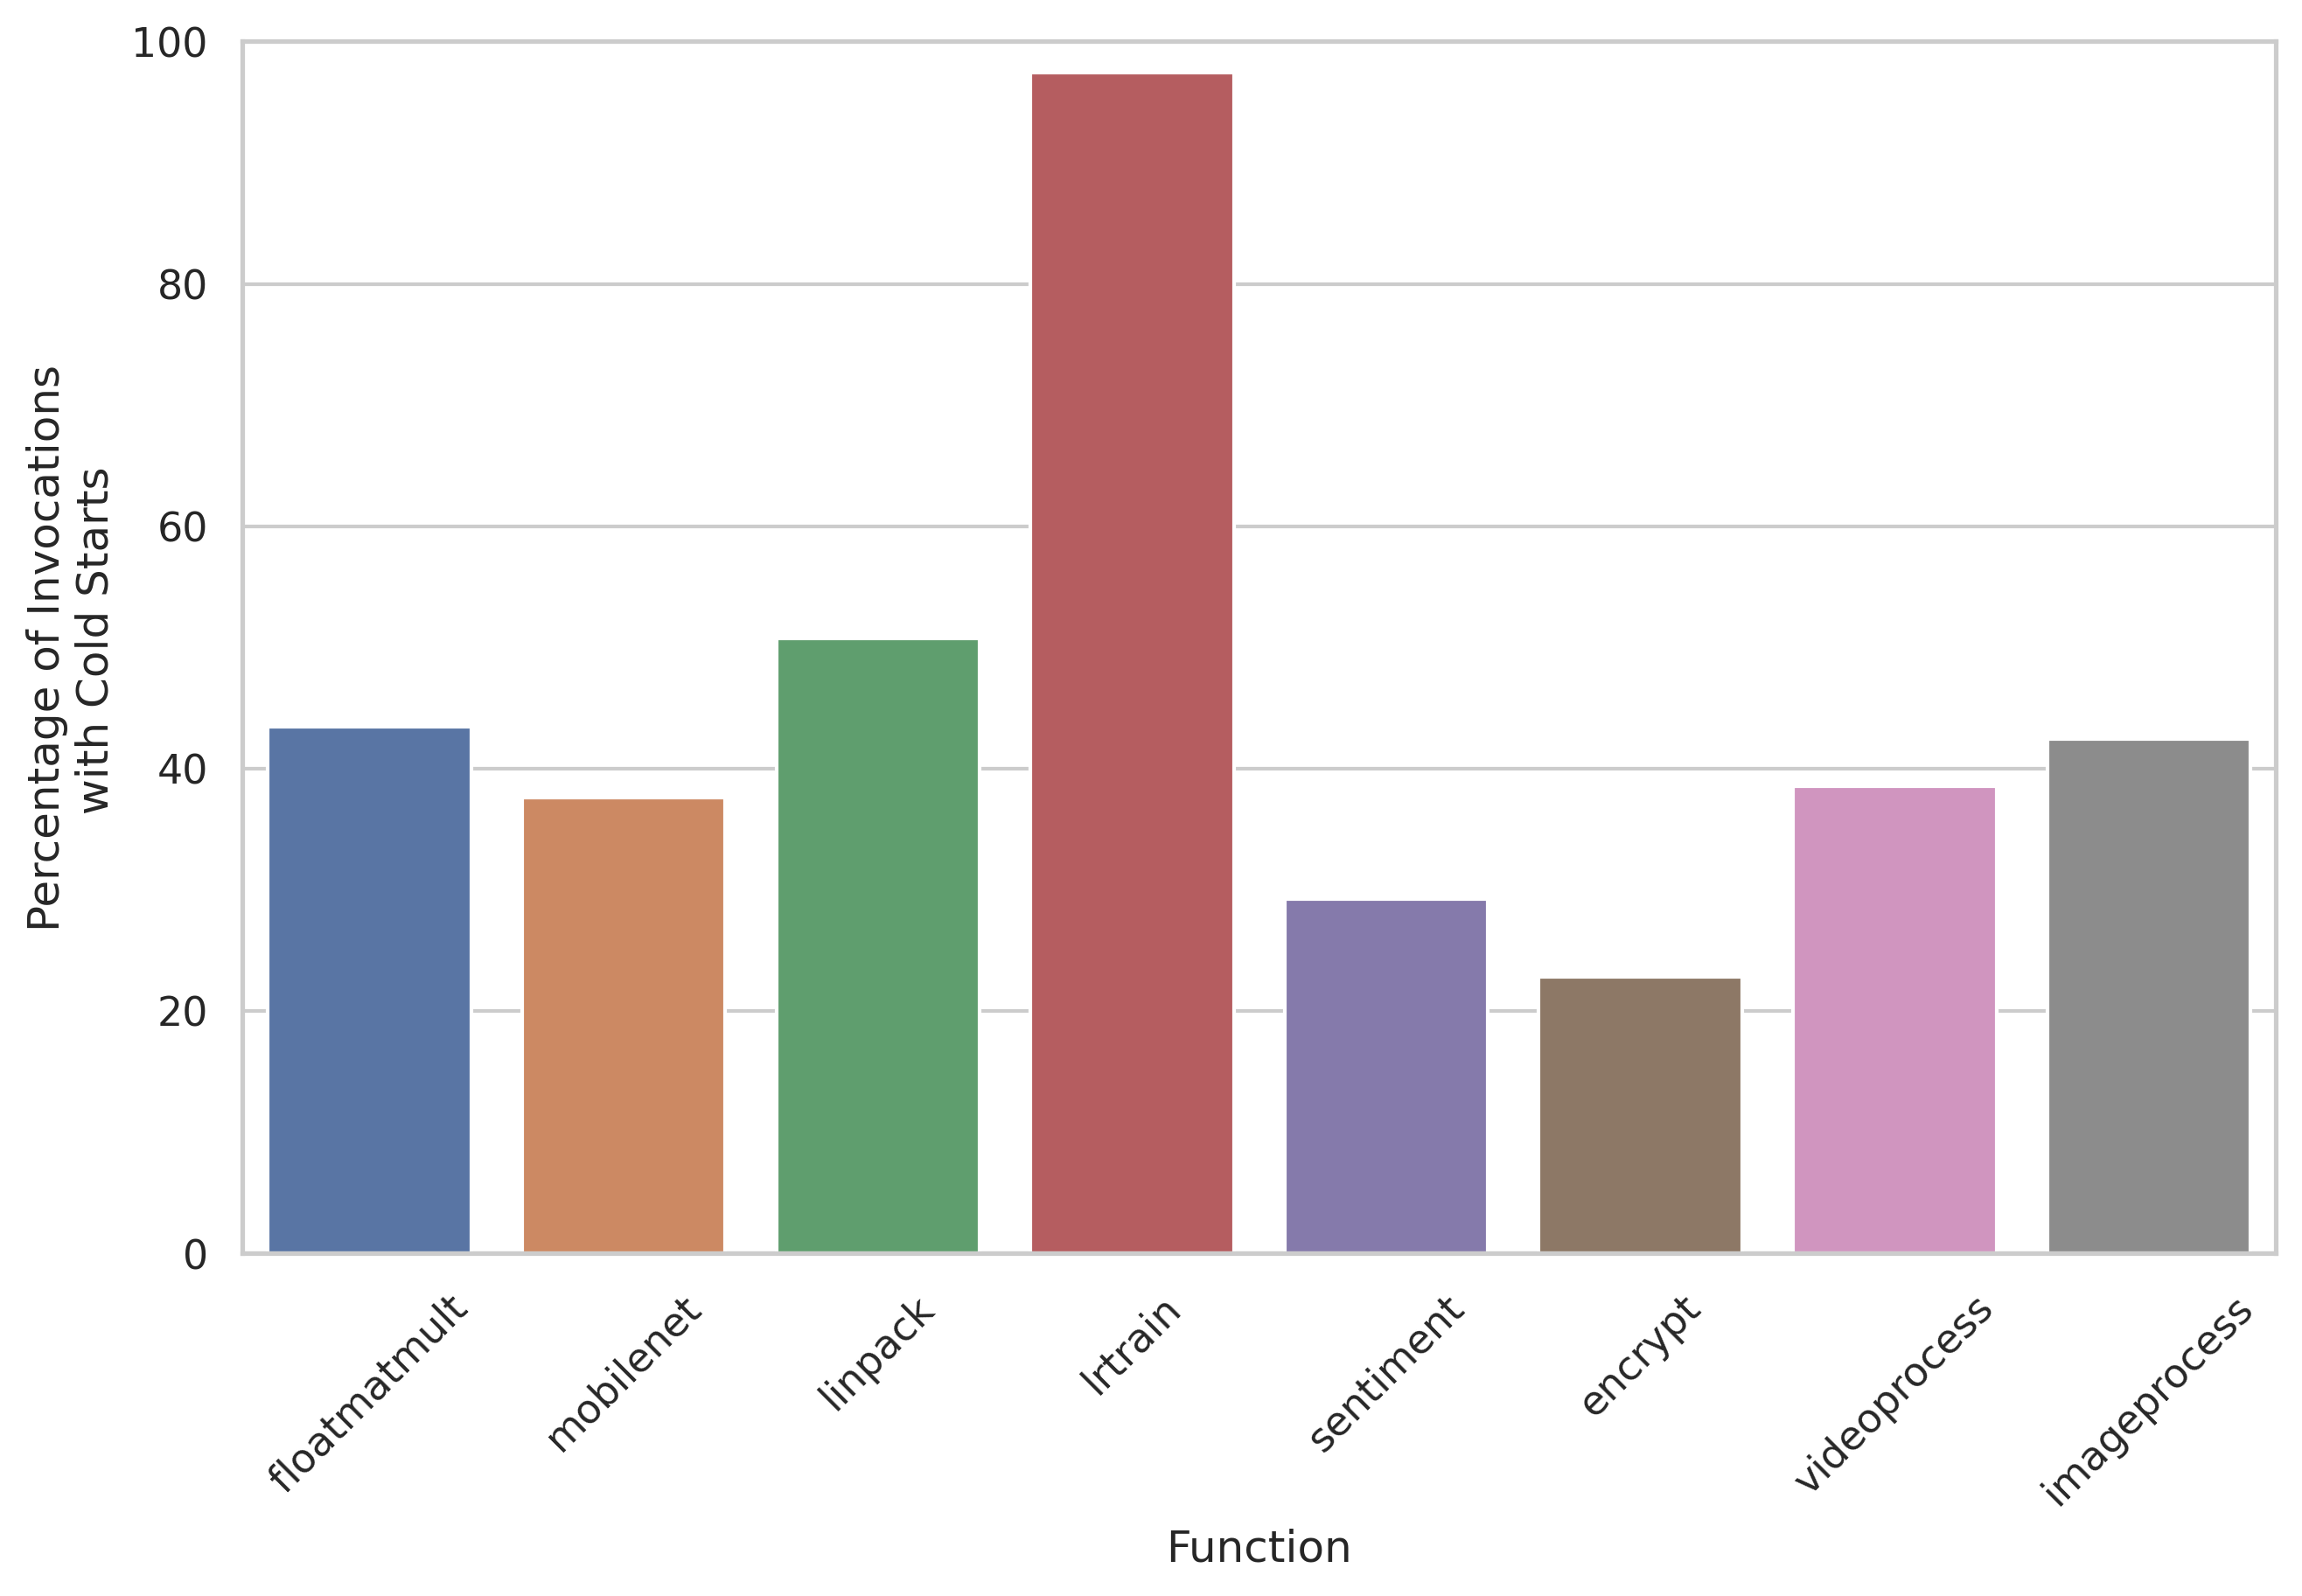 Percentage of Invocations
with Cold Starts
100
80
60
40
20
0
floatmatmult
mobilenet
linpack
lrtrain
sentiment
encrypt
videoprocess
imageprocess
Function